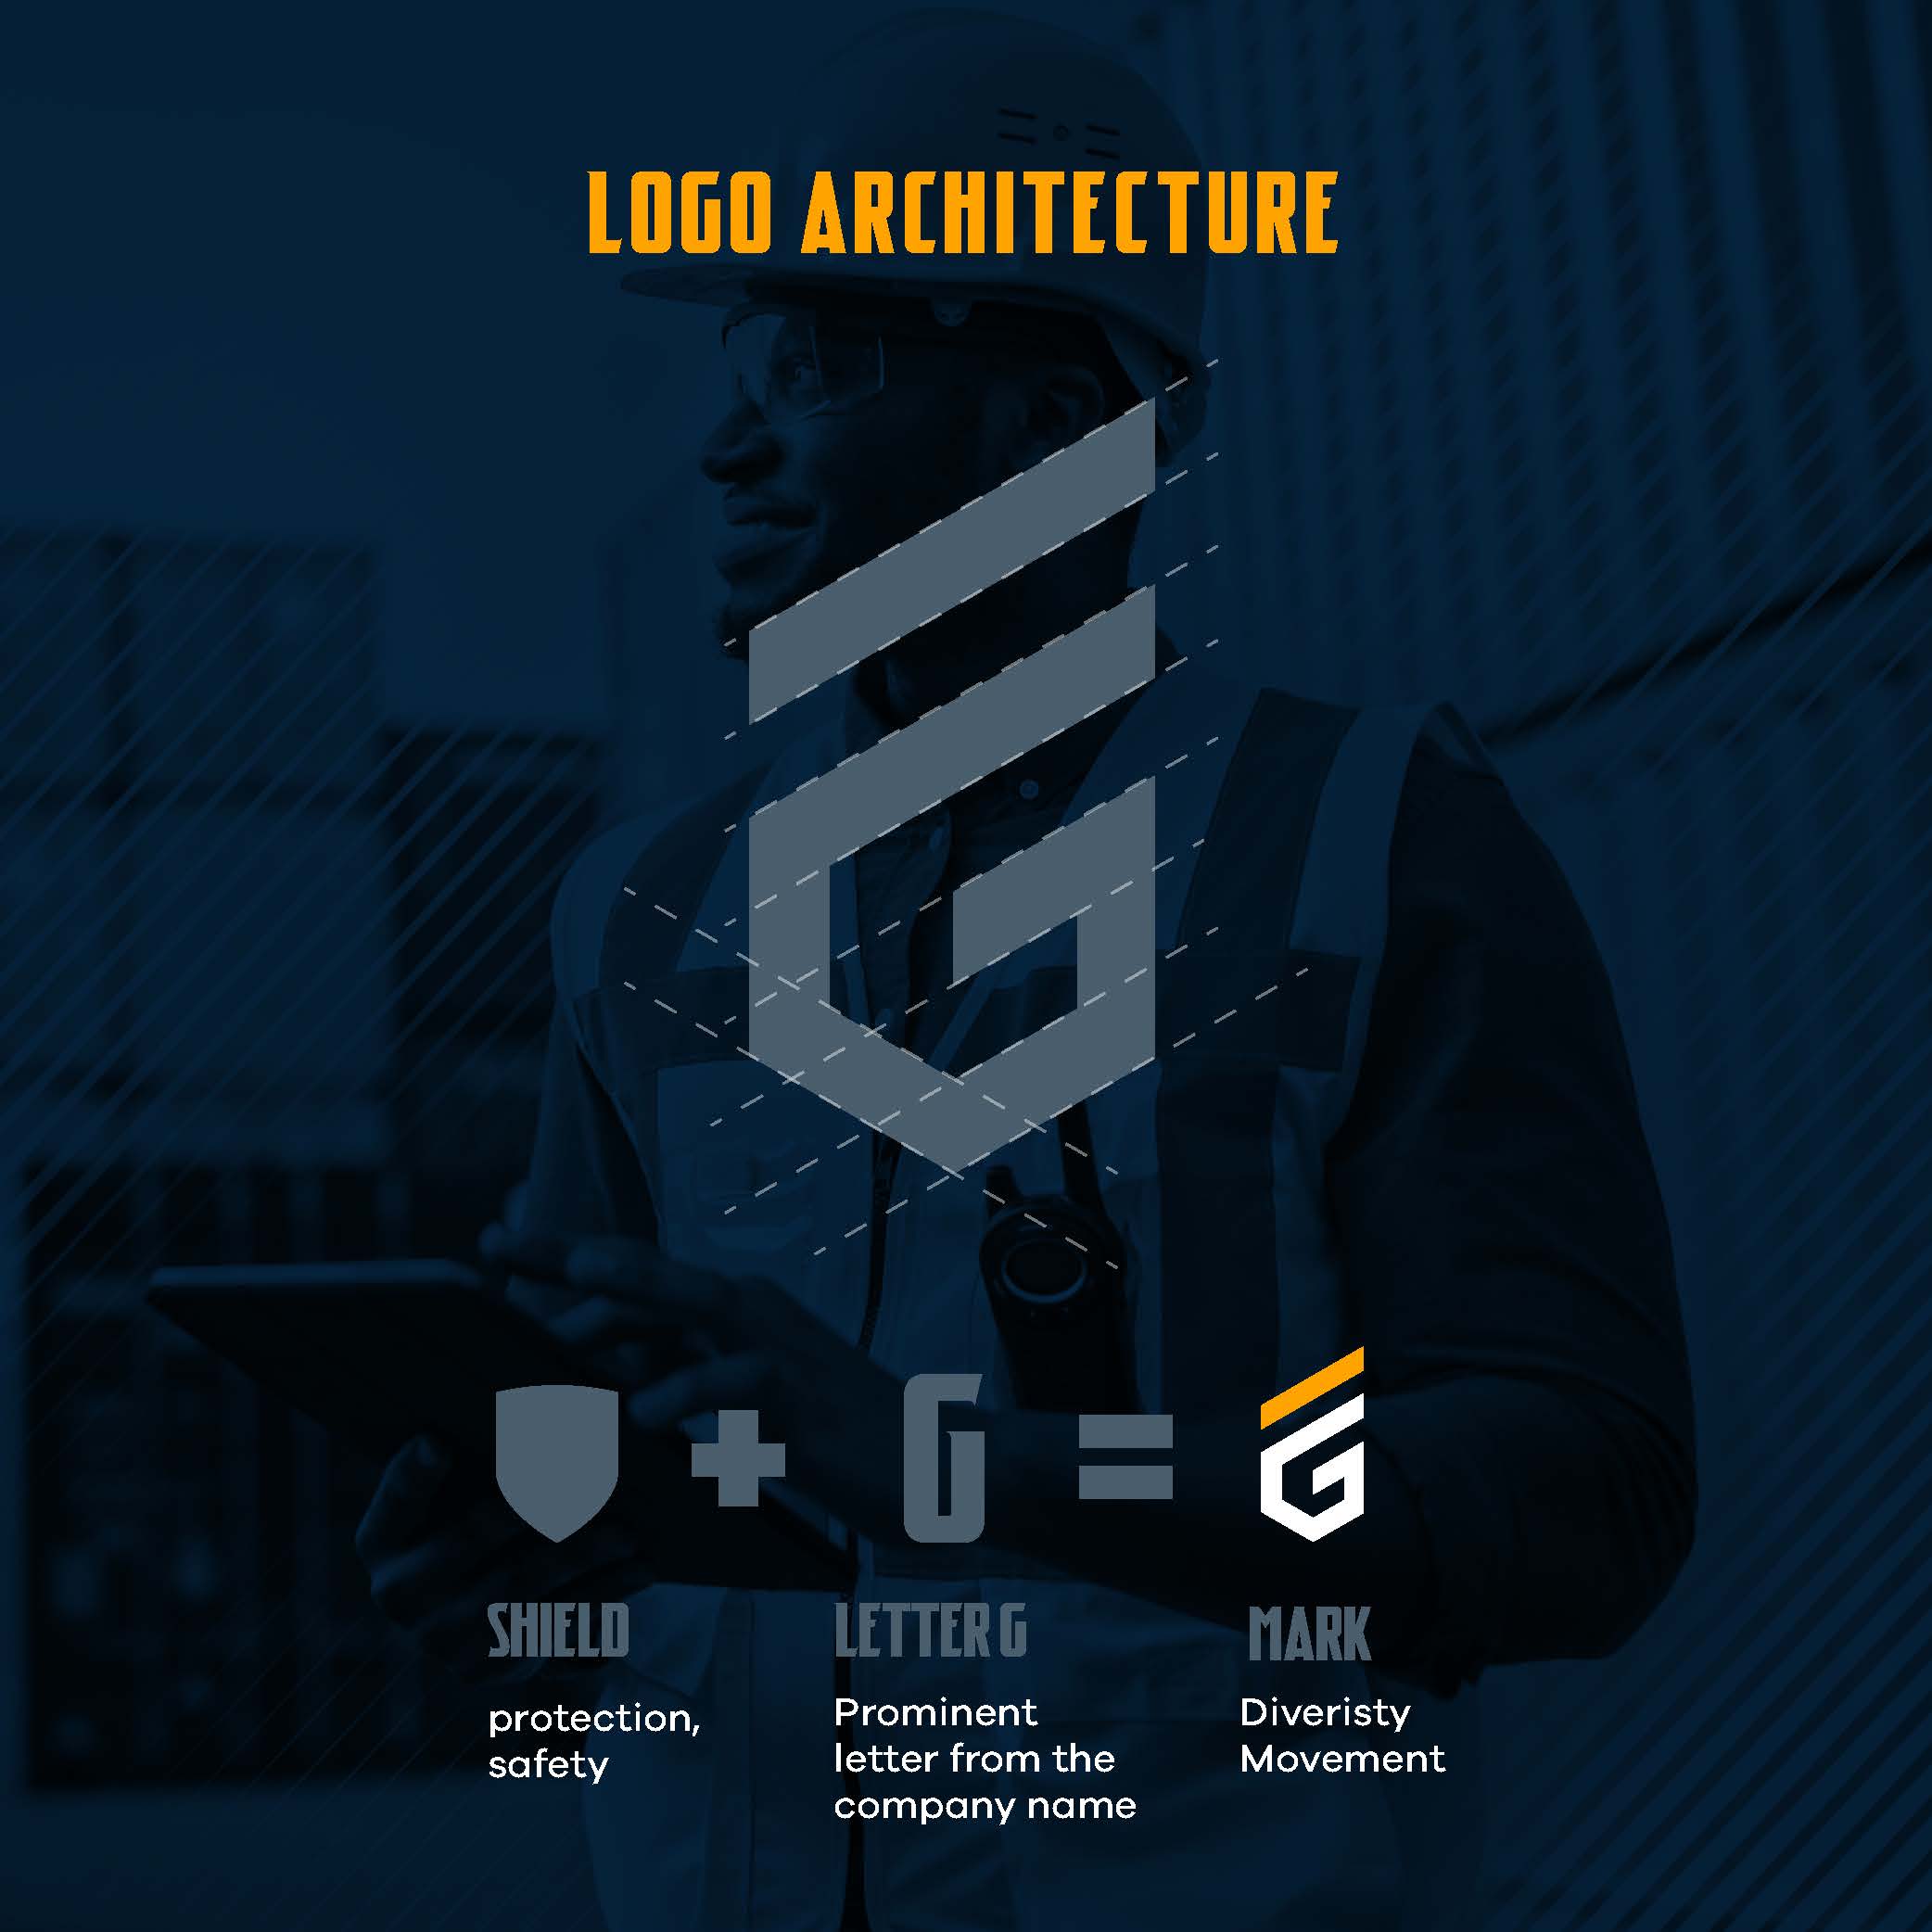 LOGO ARCHITECTURE
G
SHIELD
LETTER G
MARK
protection,
safety
Prominent
letter from the
company name
Diveristy
Movement